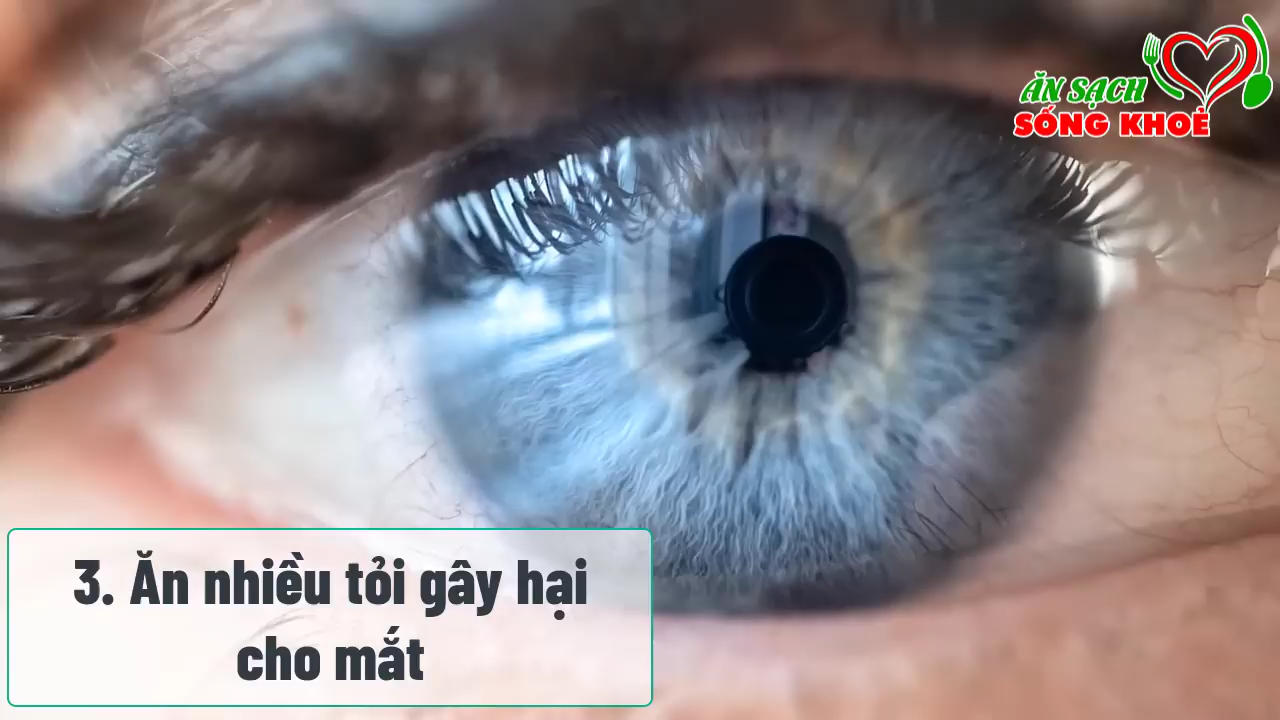 ĂN SẠCH
SỐNG KHOẺ
3. Ăn nhiều tỏi gây hại
cho mắt